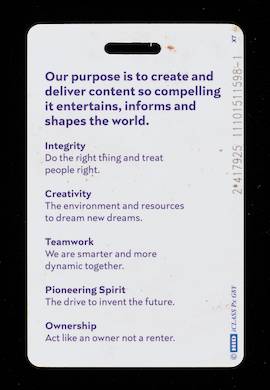 Our purpose is to create and
deliver content so compelling
it entertains, informs and
shapes the world.
Integrity
Do the right thing and treat
people right.
Creativity
The environment and resources
to dream new dreams.
Teamwork
We are smarter and more
dynamic together.
Pioneering Spirit
The drive to invent the future.
Ownership
Act like an owner not a renter.
X7
2*417925 11101511598-1
© HID iCLASS Px G8Y